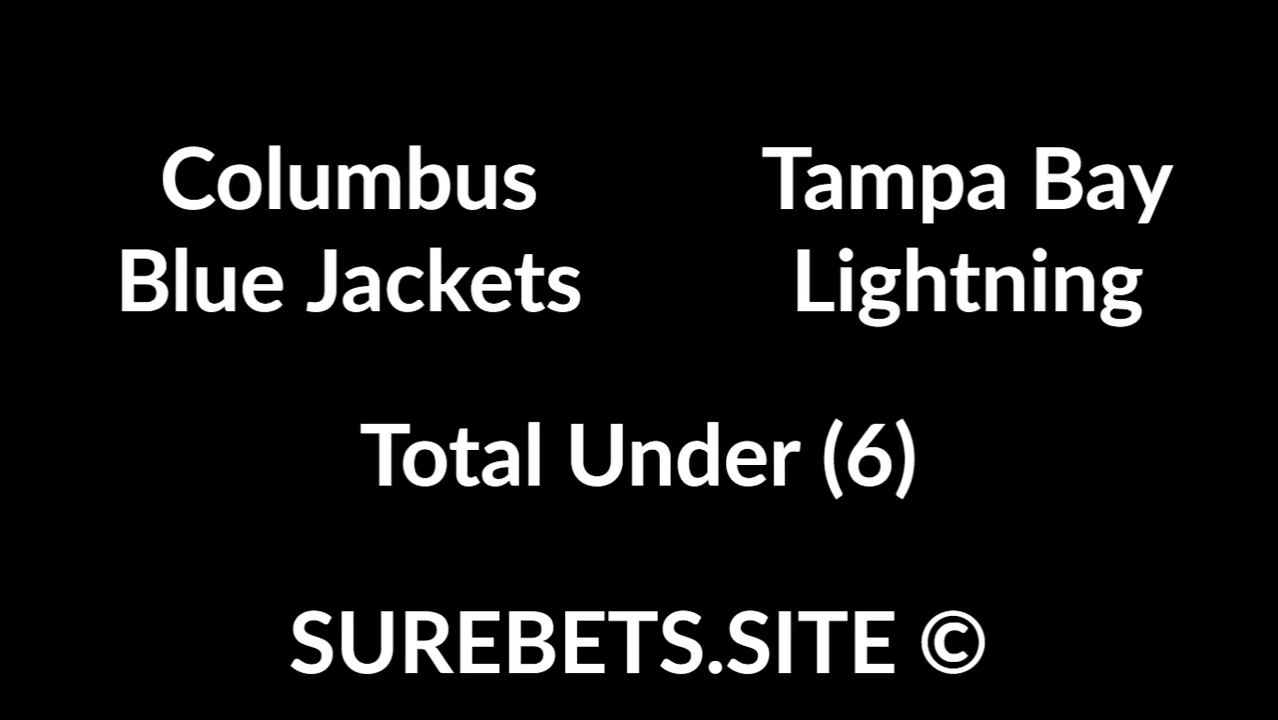 Columbus
Blue Jackets
Tampa Bay
Lightning
Total Under (6)
SUREBETS.SITE ©